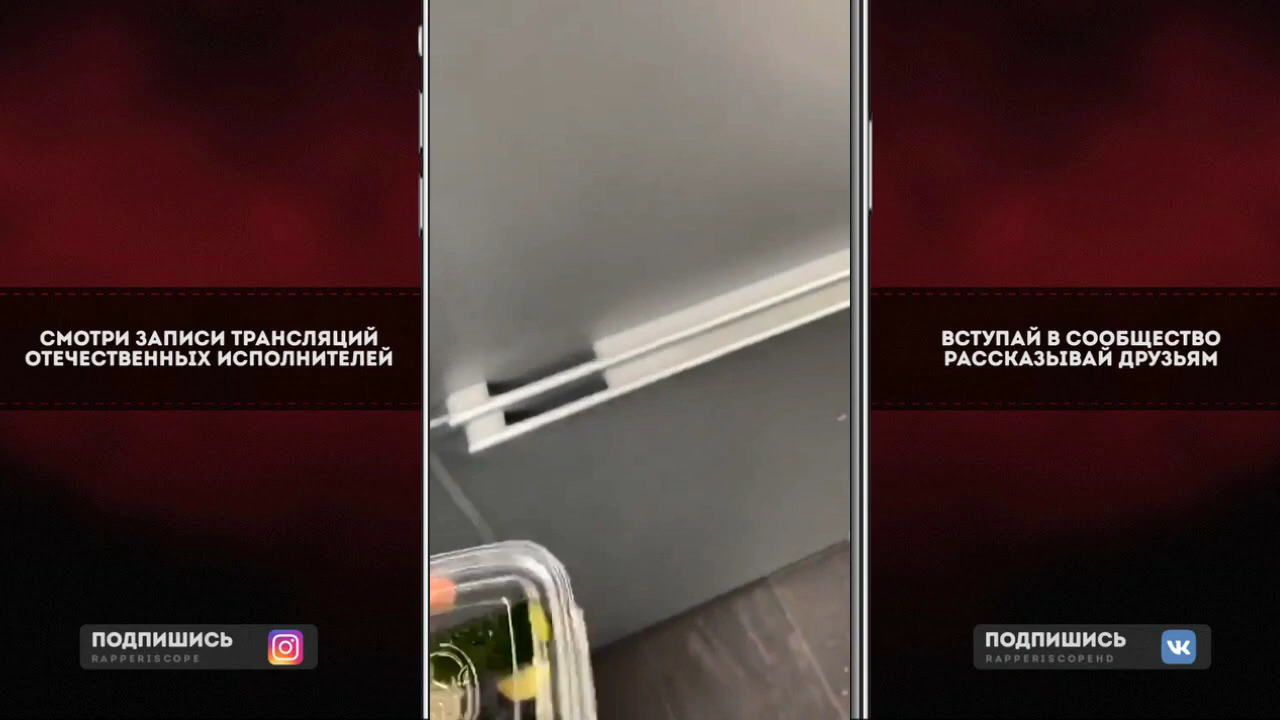 СМОТРИ ЗАПИСИ ТРАНСЛЯЦИЙ
ОТЕЧЕСТВЕННЫХ ИСПОЛНИТЕЛЕЙ
ПОДПИШИСЬ
RAPPERISCOPE
ВСТУПАЙ В СООБЩЕСТВО
РАССКАЗЫВАЙ ДРУЗЬЯМ
ПОДПИШИСЬ
RAPPERISCOPEHD